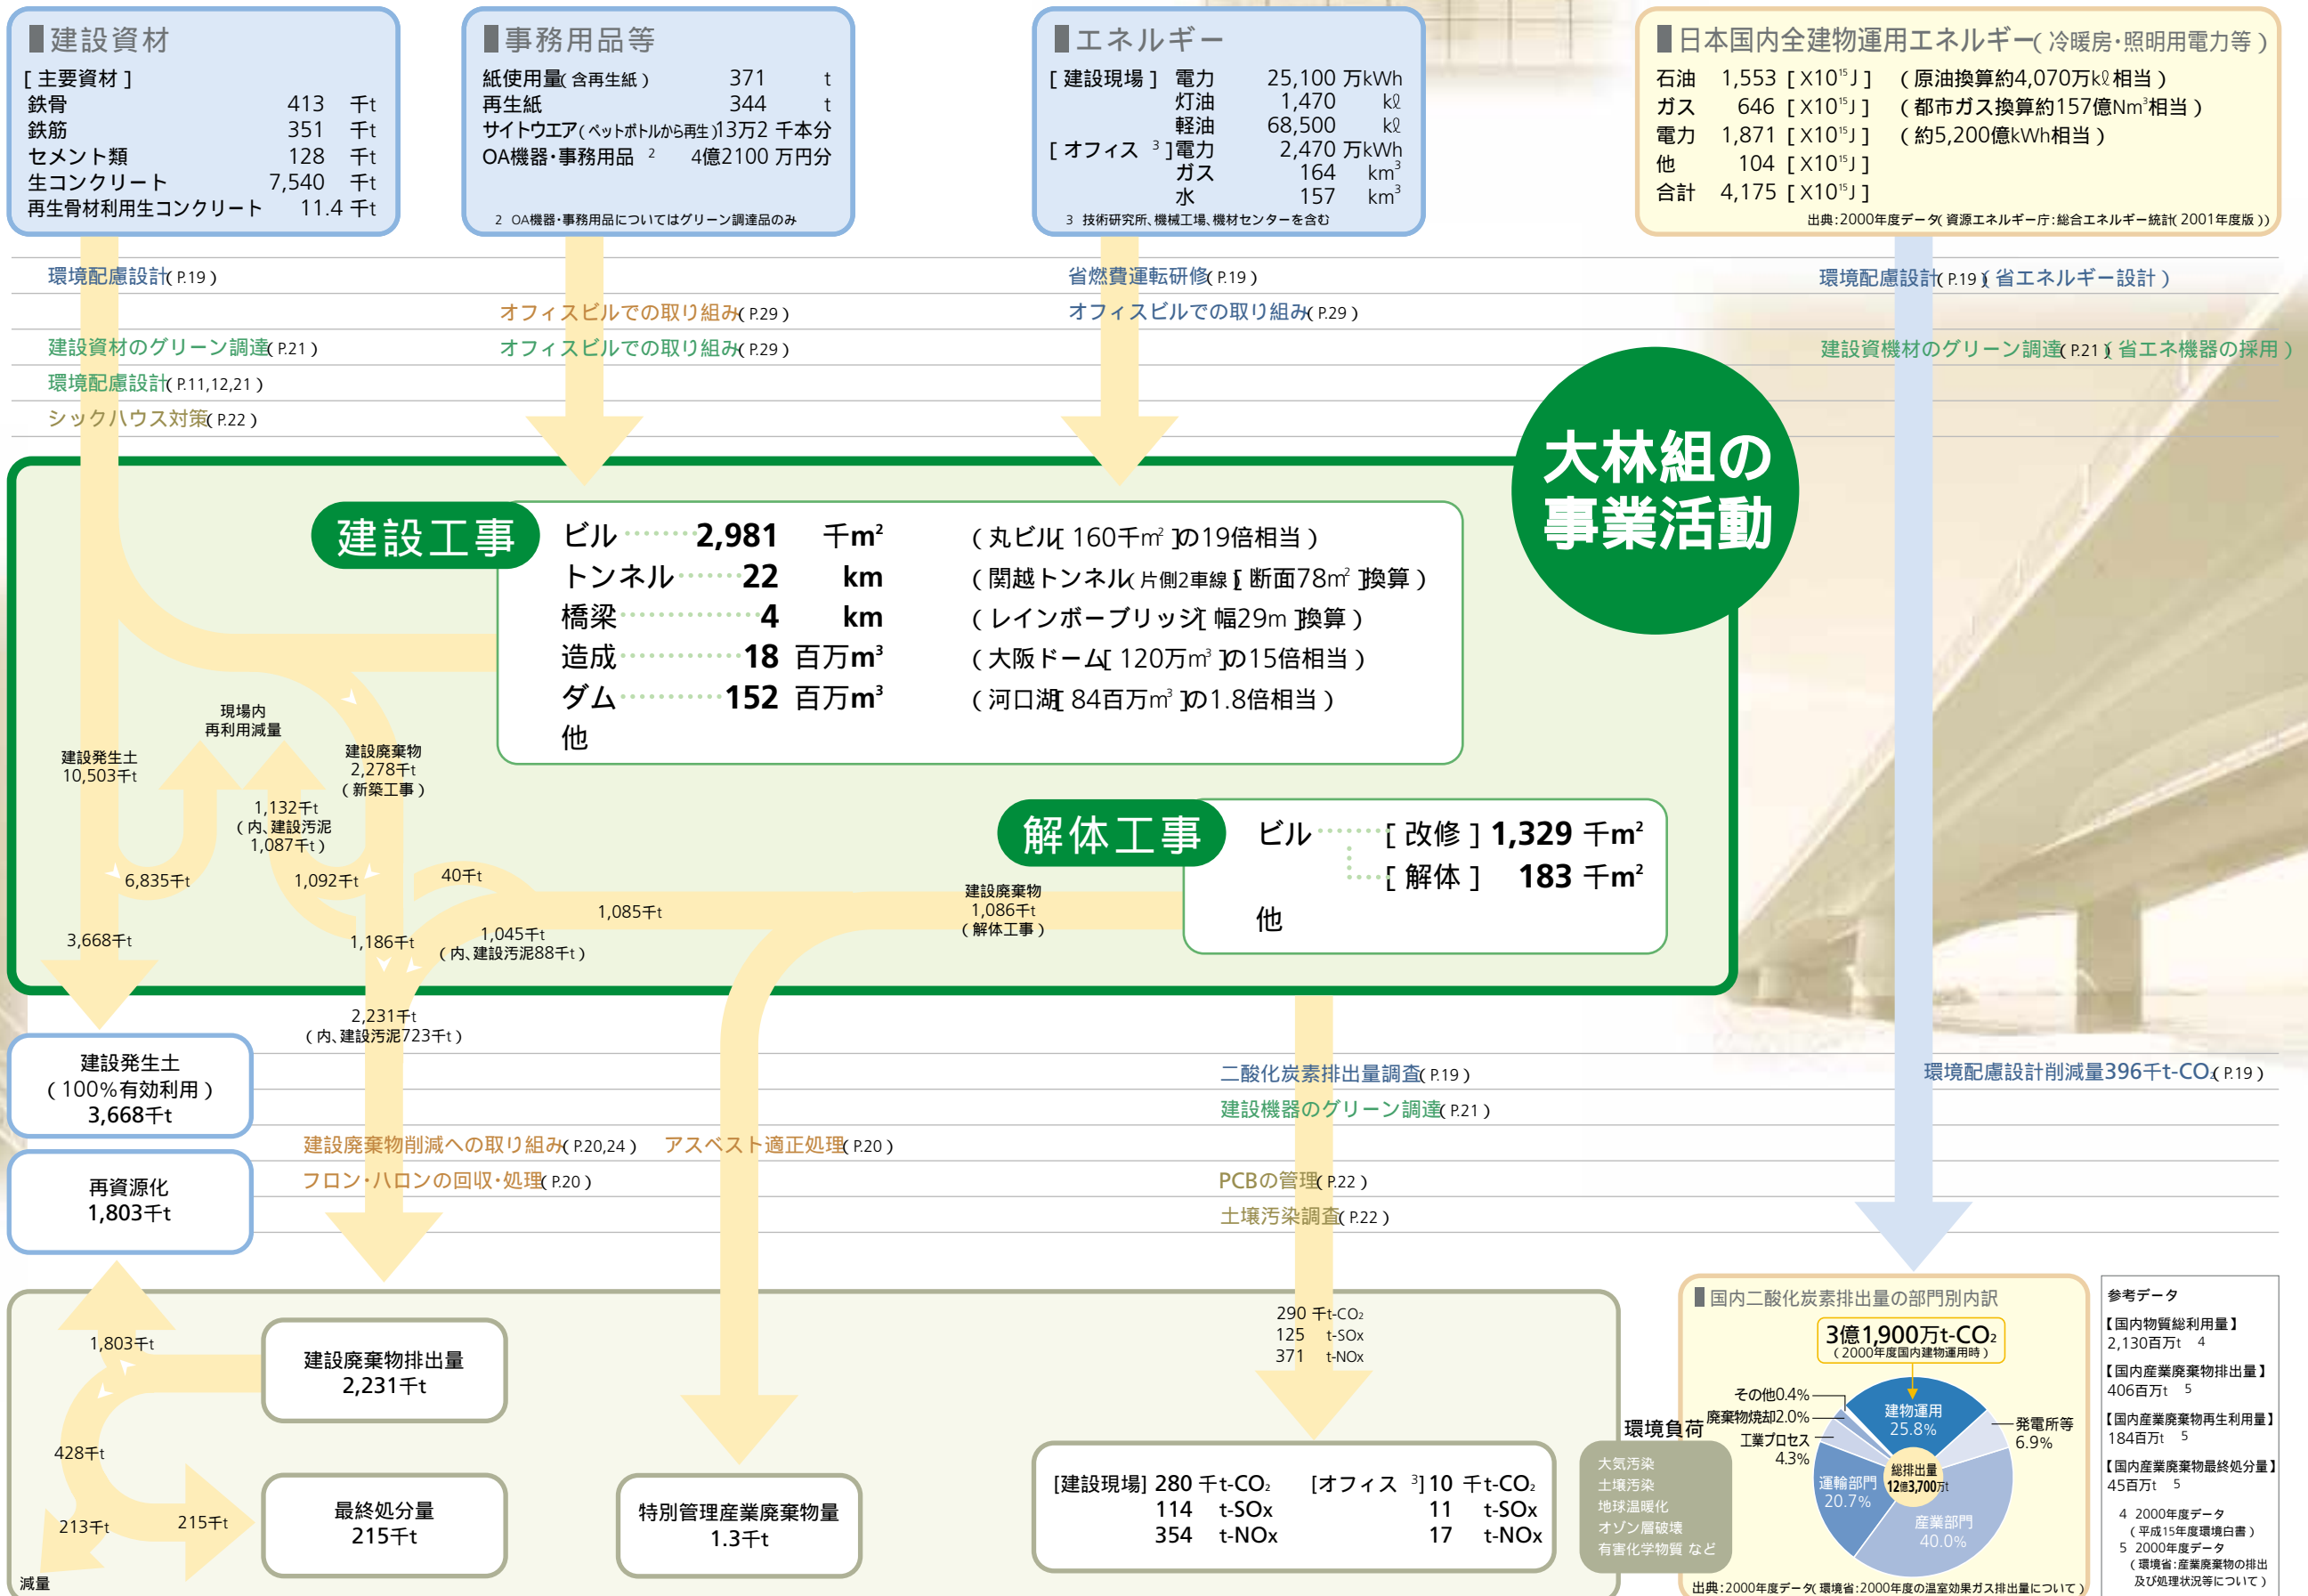 ■建設資材
[ 主要資材 ]
鉄骨 413 千t
鉄筋 351 千t
セメント類 128 千t
生コンクリート 7,540 千t
再生骨材利用生コンクリート 11.4 千t
■事務用品等
紙使用量( 含再生紙 ) 371 t
再生紙 344 t
サイトウエア( ペットボトルから再生 )13万2 千本分
OA機器・事務用品 2 4億2100 万円分
2 OA機器・事務用品についてはグリーン調達品のみ
■エネルギー
[ 建設現場 ] 電力 25,100 万kWh
灯油 1,470 kℓ
軽油 68,500 kℓ
[ オフィス 3 ]電力 2,470 万kWh
ガス 164 km³
水 157 km³
3 技術研究所、機械工場、機材センターを含む
■日本国内全建物運用エネルギー( 冷暖房・照明用電力等 )
石油 1,553 [ X10¹⁵J ] ( 原油換算約4,070万kℓ相当 )
ガス 646 [ X10¹⁵J ] ( 都市ガス換算約157億Nm³相当 )
電力 1,871 [ X10¹⁵J ] ( 約5,200億kWh相当 )
他 104 [ X10¹⁵J ]
合計 4,175 [ X10¹⁵J ]
出典:2000年度データ( 資源エネルギー庁:総合エネルギー統計( 2001年度版 ))
環境配慮設計( P.19 )
省燃費運転研修( P.19 )
環境配慮設計( P.19 )( 省エネルギー設計 )
オフィスビルでの取り組み( P.29 )
オフィスビルでの取り組み( P.29 )
建設資材のグリーン調達( P.21 )
オフィスビルでの取り組み( P.29 )
建設資機材のグリーン調達( P.21 )( 省エネ機器の採用 )
環境配慮設計( P.11,12,21 )
シックハウス対策( P.22 )
大林組の
事業活動
建設工事
ビル 2,981 千m² ( 丸ビル[ 160千m² ]の19倍相当 )
トンネル 22 km ( 関越トンネル( 片側2車線 )[ 断面78m² ]換算 )
橋梁 4 km ( レインボーブリッジ[ 幅29m ]換算 )
造成 18 百万m³ ( 大阪ドーム[ 120万m³ ]の15倍相当 )
ダム 152 百万m³ ( 河口湖[ 84百万m³ ]の1.8倍相当 )
他
現場内
再利用減量
建設発生土
10,503千t
建設廃棄物
2,278千t
( 新築工事 )
1,132千t
( 内、建設汚泥
1,087千t )
6,835千t
1,092千t
40千t
3,668千t
1,186千t
1,045千t
( 内、建設汚泥88千t )
1,085千t
建設廃棄物
1,086千t
( 解体工事 )
解体工事
ビル [ 改修 ] 1,329 千m²
[ 解体 ] 183 千m²
他
2,231千t
( 内、建設汚泥723千t )
建設発生土
( 100%有効利用 )
3,668千t
再資源化
1,803千t
二酸化炭素排出量調査( P.19 )
環境配慮設計削減量396千t-CO₂( P.19 )
建設機器のグリーン調達( P.21 )
建設廃棄物削減への取り組み( P.20,24 )
アスベスト適正処理( P.20 )
フロン・ハロンの回収・処理( P.20 )
PCBの管理( P.22 )
土壌汚染調査( P.22 )
1,803千t
428千t
213千t
215千t
減量
建設廃棄物排出量
2,231千t
最終処分量
215千t
特別管理産業廃棄物量
1.3千t
290 千t-CO₂
125 t-SOx
371 t-NOx
[建設現場] 280 千t-CO₂ [オフィス 3]10 千t-CO₂
114 t-SOx 11 t-SOx
354 t-NOx 17 t-NOx
環境負荷
大気汚染
土壌汚染
地球温暖化
オゾン層破壊
有害化学物質 など
■国内二酸化炭素排出量の部門別内訳
3億1,900万t-CO₂
( 2000年度国内建物運用時 )
その他0.4%
廃棄物焼却2.0%
工業プロセス
4.3%
建物運用
25.8%
発電所等
6.9%
運輸部門
20.7%
総排出量
12億3,700万t
産業部門
40.0%
出典:2000年度データ( 環境省:2000年度の温室効果ガス排出量について )
参考データ
【国内物質総利用量】
2,130百万t 4
【国内産業廃棄物排出量】
406百万t 5
【国内産業廃棄物再生利用量】
184百万t 5
【国内産業廃棄物最終処分量】
45百万t 5
4 2000年度データ
( 平成15年度環境白書 )
5 2000年度データ
( 環境省:産業廃棄物の排出
及び処理状況等について )